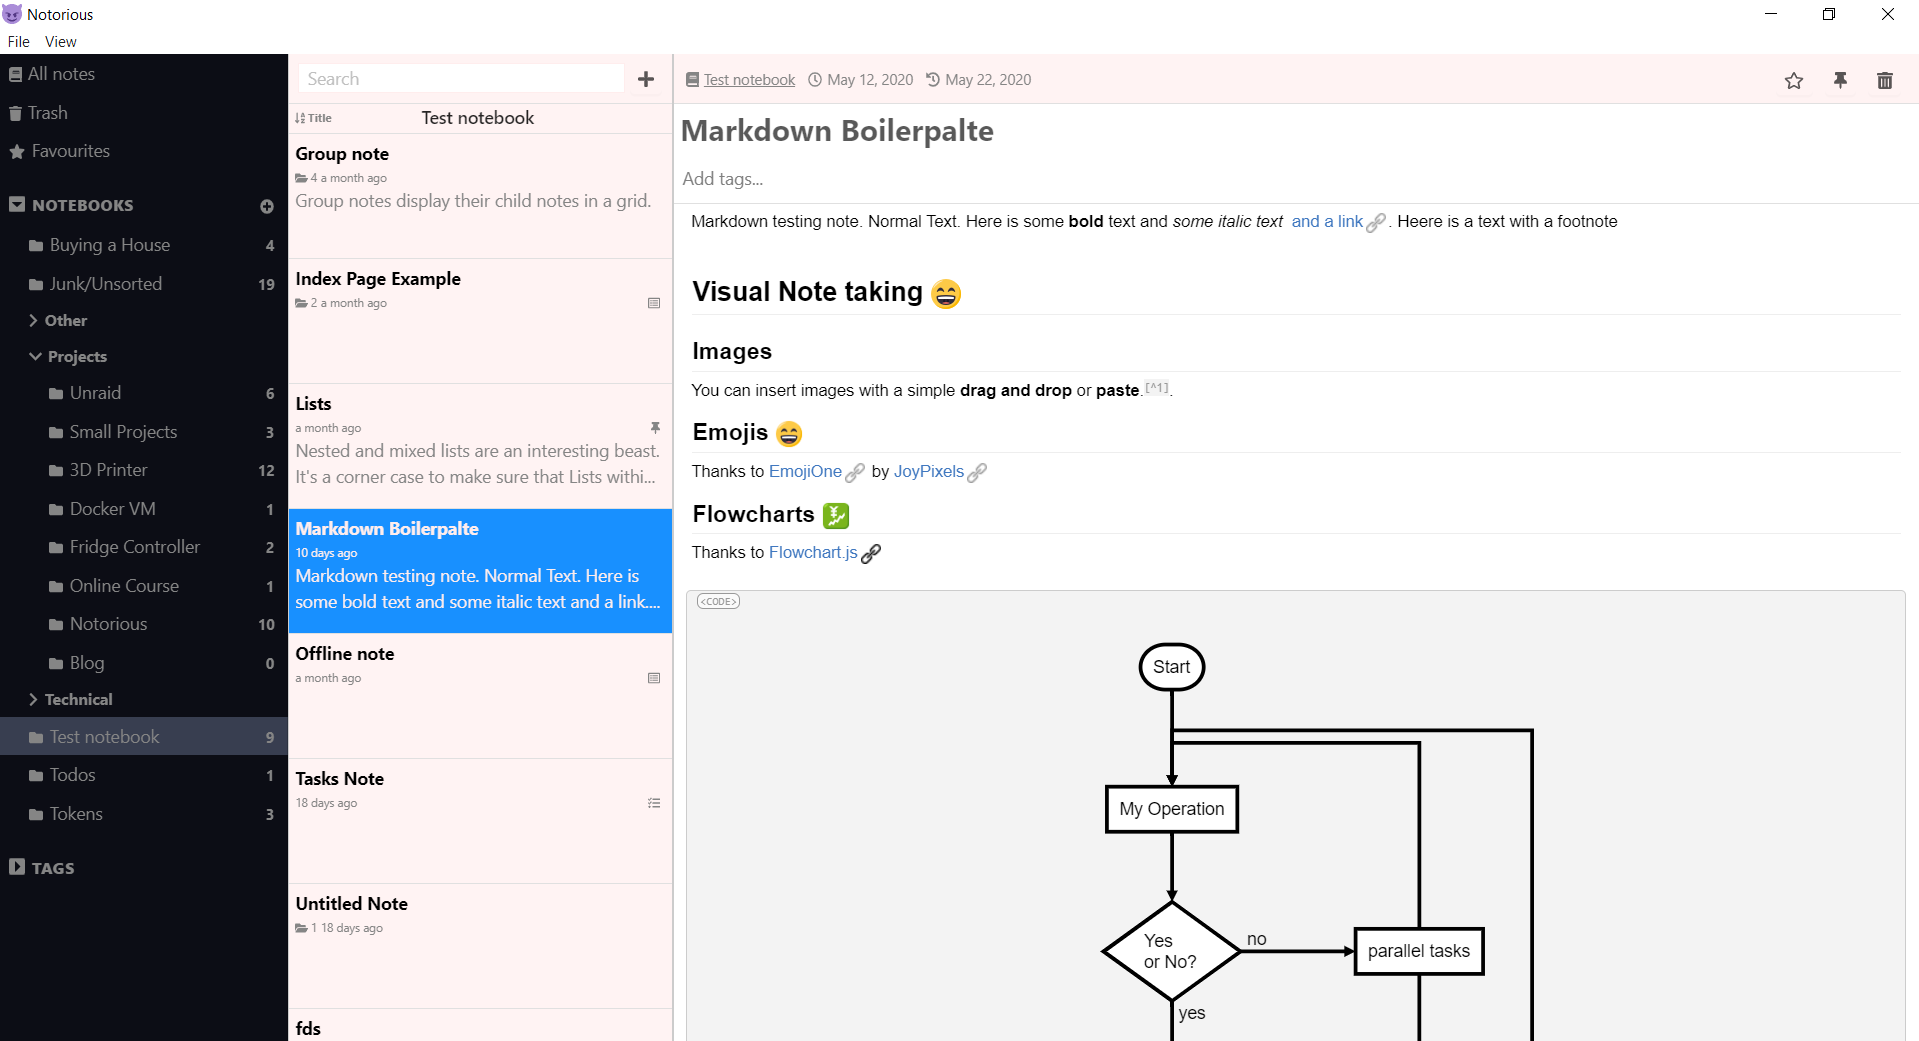 Notorious
File View
All notes
Trash
Favourites
NOTEBOOKS
Buying a House 4
Junk/Unsorted 19
Other
Projects
Unraid 6
Small Projects 3
3D Printer 12
Docker VM 1
Fridge Controller 2
Online Course 1
Notorious 10
Blog 0
Technical
Test notebook 9
Todos 1
Tokens 3
TAGS
Search
Title Test notebook
Group note
4 a month ago
Group notes display their child notes in a grid.
Index Page Example
2 a month ago
Lists
a month ago
Nested and mixed lists are an interesting beast.
It's a corner case to make sure that Lists withi...
Markdown Boilerpalte
10 days ago
Markdown testing note. Normal Text. Here is
some bold text and some italic text and a link....
Offline note
a month ago
Tasks Note
18 days ago
Untitled Note
1 18 days ago
fds
Test notebook May 12, 2020 May 22, 2020
Markdown Boilerpalte
Add tags...
Markdown testing note. Normal Text. Here is some bold text and some italic text and a link. Heere is a text with a footnote
Visual Note taking 😄
Images
You can insert images with a simple drag and drop or paste.[^1].
Emojis 😄
Thanks to EmojiOne by JoyPixels
Flowcharts 💹
Thanks to Flowchart.js
<CODE>
Start
My Operation
Yes
or No?
no
parallel tasks
yes